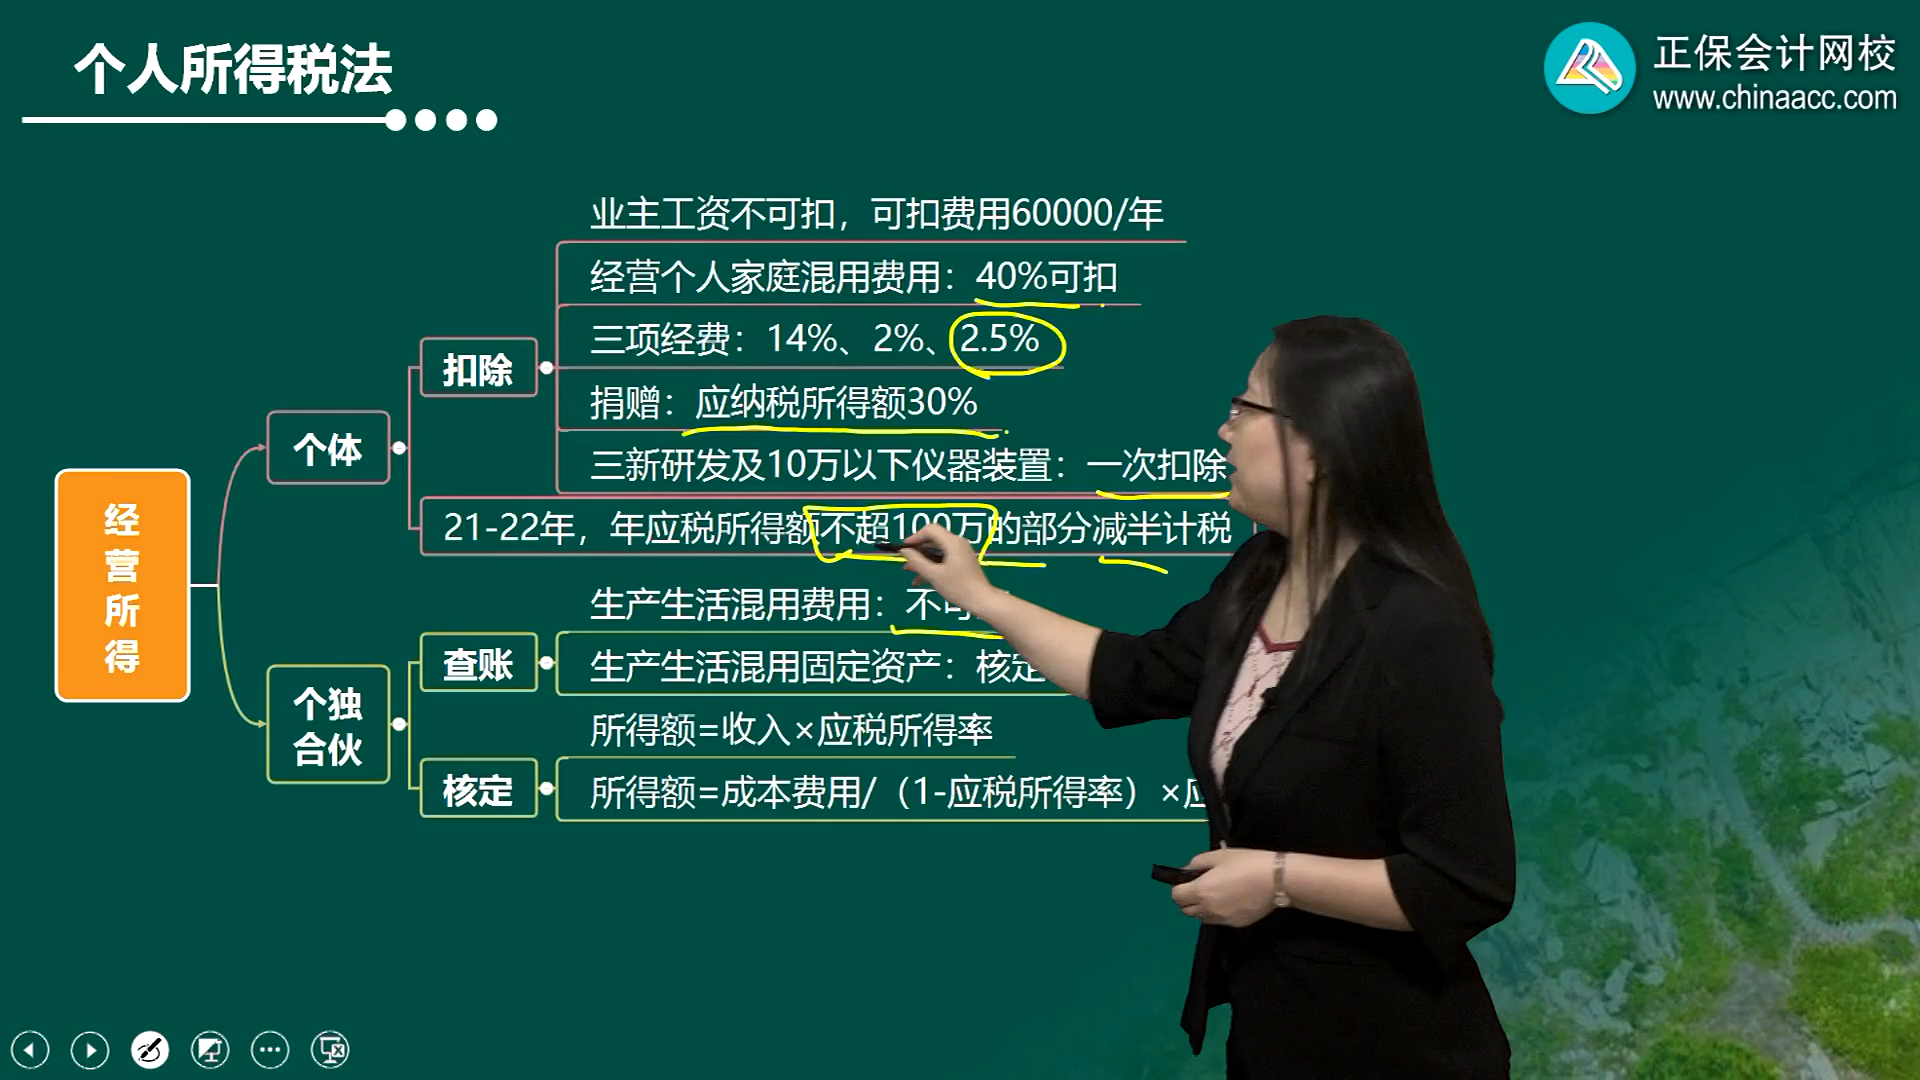 个人所得税法
正保会计网校
www.chinaacc.com
业主工资不可扣，可扣费用60000/年
经营个人家庭混用费用：40%可扣
三项经费：14%、2%、2.5%
捐赠：应纳税所得额30%
三新研发及10万以下仪器装置：一次扣除
扣除
个体
21-22年，年应税所得额不超100万的部分减半计税
经营所得
生产生活混用费用：不可
查账
生产生活混用固定资产：核定
个独
合伙
所得额=收入×应税所得率
核定
所得额=成本费用/（1-应税所得率）×应